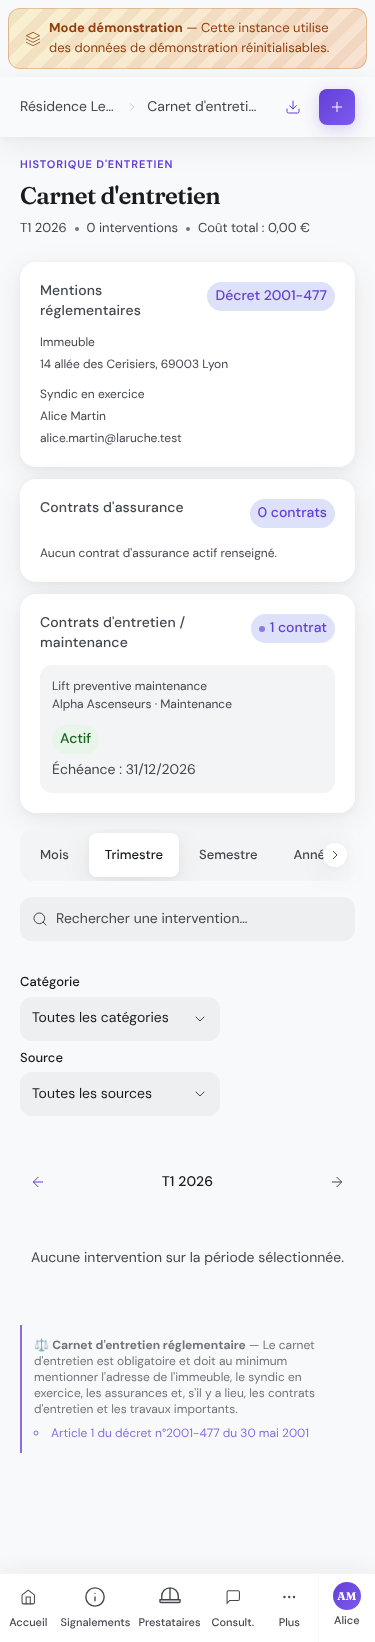 Mode démonstration — Cette instance utilise
des données de démonstration réinitialisables.
Résidence Le... > Carnet d'entreti...
HISTORIQUE D'ENTRETIEN
Carnet d'entretien
T1 2026 • 0 interventions • Coût total : 0,00 €
Mentions
réglementaires
Décret 2001-477
Immeuble
14 allée des Cerisiers, 69003 Lyon
Syndic en exercice
Alice Martin
alice.martin@laruche.test
Contrats d'assurance
0 contrats
Aucun contrat d'assurance actif renseigné.
Contrats d'entretien /
maintenance
• 1 contrat
Lift preventive maintenance
Alpha Ascenseurs · Maintenance
Actif
Échéance : 31/12/2026
Mois Trimestre Semestre Anné
Rechercher une intervention...
Catégorie
Toutes les catégories
Source
Toutes les sources
T1 2026
Aucune intervention sur la période sélectionnée.
⚖️ Carnet d'entretien réglementaire — Le carnet
d'entretien est obligatoire et doit au minimum
mentionner l'adresse de l'immeuble, le syndic en
exercice, les assurances et, s'il y a lieu, les contrats
d'entretien et les travaux importants.
Article 1 du décret n°2001-477 du 30 mai 2001
Accueil Signalements Prestataires Consult. Plus
AM
Alice